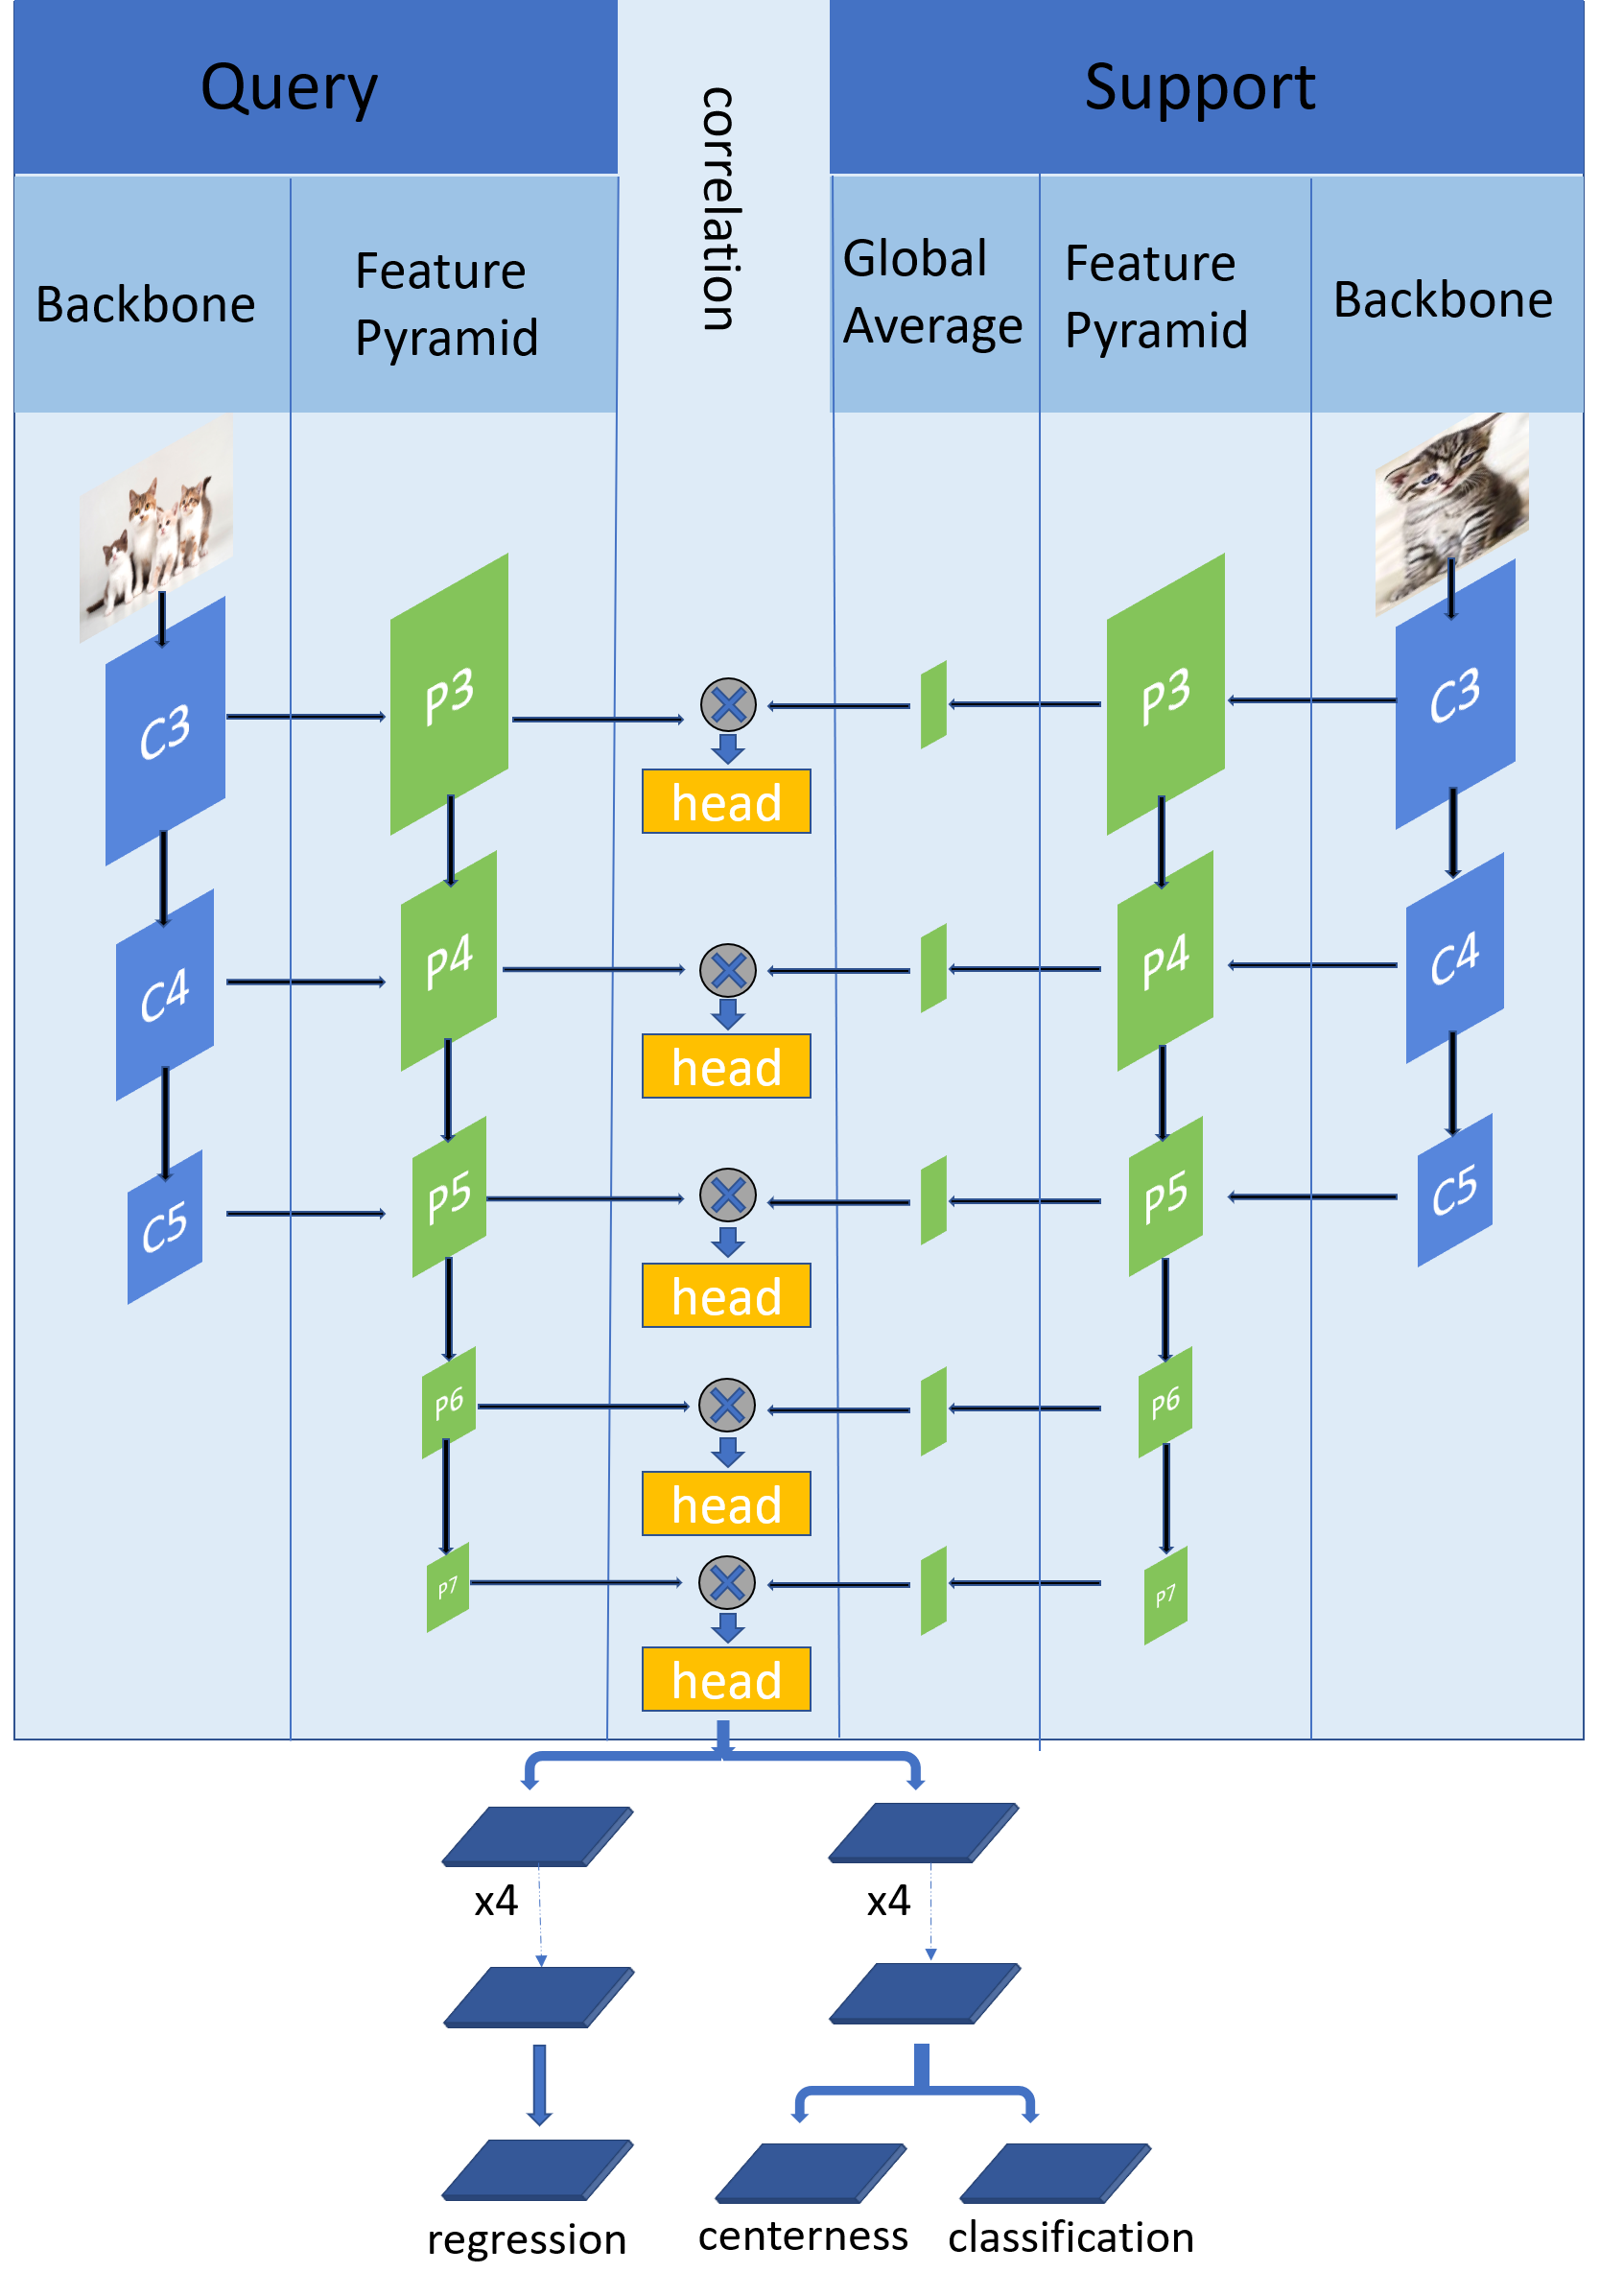 Query
correlation
Support
Backbone
Feature
Pyramid
Global
Average
Feature
Pyramid
Backbone
C3
P3
P3
C3
head
C4
P4
P4
C4
head
C5
P5
P5
C5
head
P6
P6
head
P7
P7
head
x4
x4
regression
centerness
classification